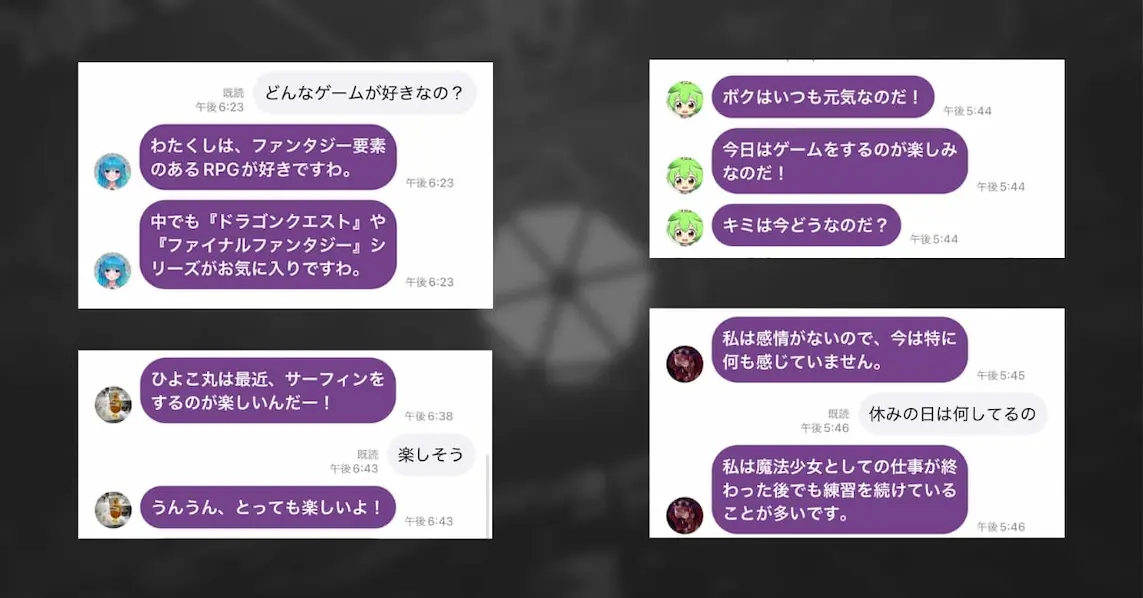 どんなゲームが好きなの？
既読
午後6:23
わたくしは、ファンタジー要素
のあるRPGが好きですわ。
午後6:23
中でも『ドラゴンクエスト』や
『ファイナルファンタジー』シ
リーズがお気に入りですわ。
午後6:23
ひよこ丸は最近、サーフィンを
するのが楽しいんだー！
午後6:38
楽しそう
既読
午後6:43
うんうん、とっても楽しいよ！
午後6:43
ボクはいつも元気なのだ！
午後5:44
今日はゲームをするのが楽しみ
なのだ！
午後5:44
キミは今どうなのだ？
午後5:44
私は感情がないので、今は特に
何も感じていません。
午後5:45
休みの日は何してるの
既読
午後5:46
私は魔法少女としての仕事が終
わった後でも練習を続けている
ことが多いです。
午後5:46